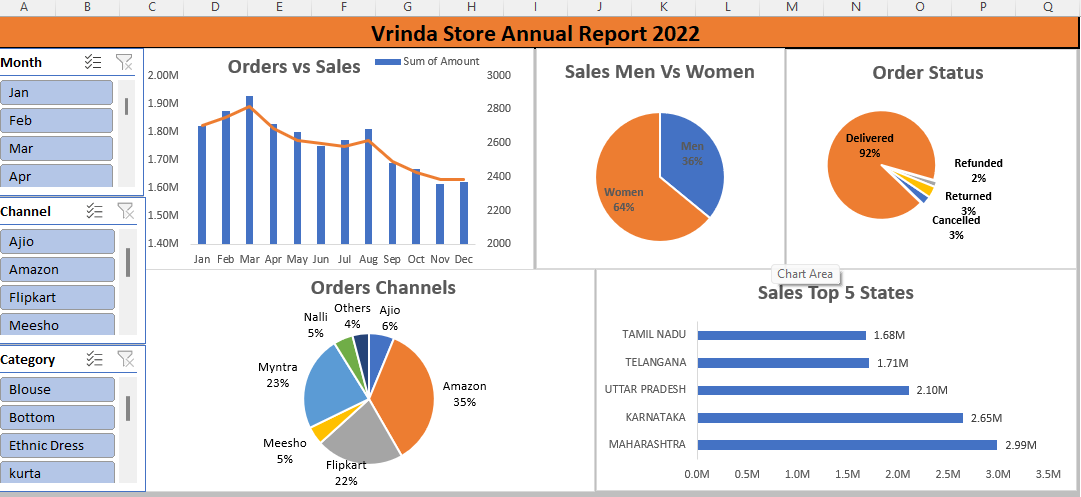 A B C D E F G H I J K L M N O P Q
Vrinda Store Annual Report 2022
Month
Jan
Feb
Mar
Apr
Channel
Ajio
Amazon
Flipkart
Meesho
Category
Blouse
Bottom
Ethnic Dress
kurta
Orders vs Sales
Sum of Amount
2.00M
1.90M
1.80M
1.70M
1.60M
1.50M
1.40M
3000
2800
2600
2400
2200
2000
Jan Feb Mar Apr May Jun Jul Aug Sep Oct Nov Dec
Sales Men Vs Women
Men
36%
Women
64%
Order Status
Delivered
92%
Refunded
2%
Returned
3%
Cancelled
3%
Chart Area
Orders Channels
Others
4%
Ajio
6%
Nalli
5%
Myntra
23%
Amazon
35%
Meesho
5%
Flipkart
22%
Sales Top 5 States
TAMIL NADU 1.68M
TELANGANA 1.71M
UTTAR PRADESH 2.10M
KARNATAKA 2.65M
MAHARASHTRA 2.99M
0.0M 0.5M 1.0M 1.5M 2.0M 2.5M 3.0M 3.5M